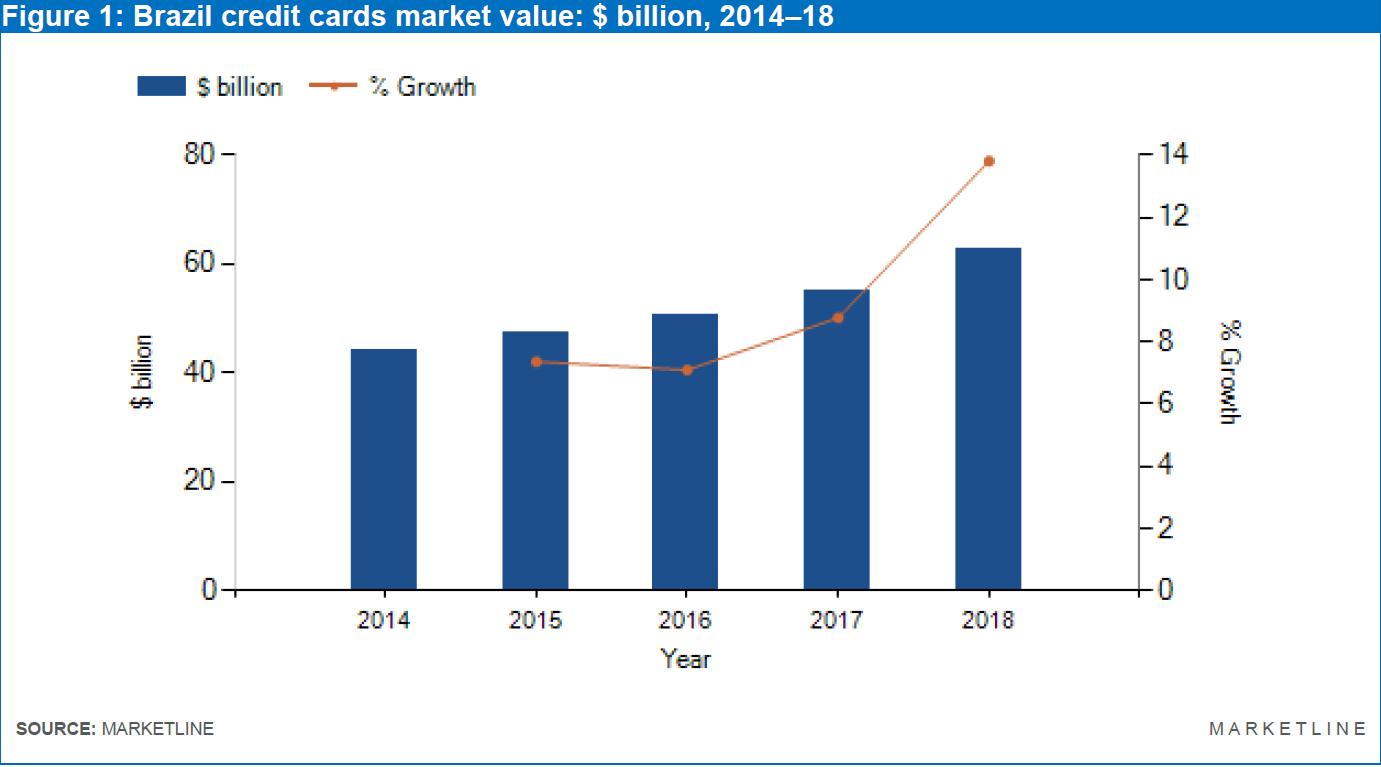 Figure 1: Brazil credit cards market value: $ billion, 2014–18
$ billion % Growth
80 14
12
60
10
8
40
6
20
4
2
0 0
$ billion
% Growth
2014 2015 2016 2017 2018
Year
SOURCE: MARKETLINE MARKETLINE